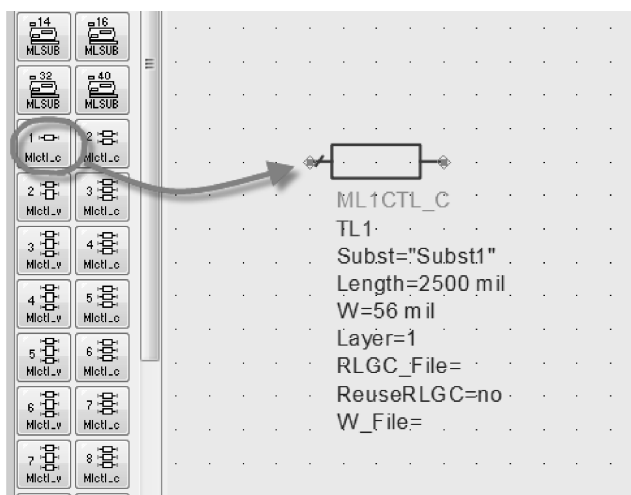 14 16
MLSUB MLSUB
32 40
MLSUB MLSUB
1 2
Mlctl_c Mlctl_c
2 3
Mlctl_v Mlctl_c
3 4
Mlctl_v Mlctl_c
4 5
Mlctl_v Mlctl_c
5 6
Mlctl_v Mlctl_c
6 7
Mlctl_v Mlctl_c
7 8
Mlctl_v Mlctl_c
ML1CTL_C
TL1
Subst="Subst1"
Length=2500 mil
W=56 mil
Layer=1
RLGC_File=
ReuseRLGC=no
W_File=